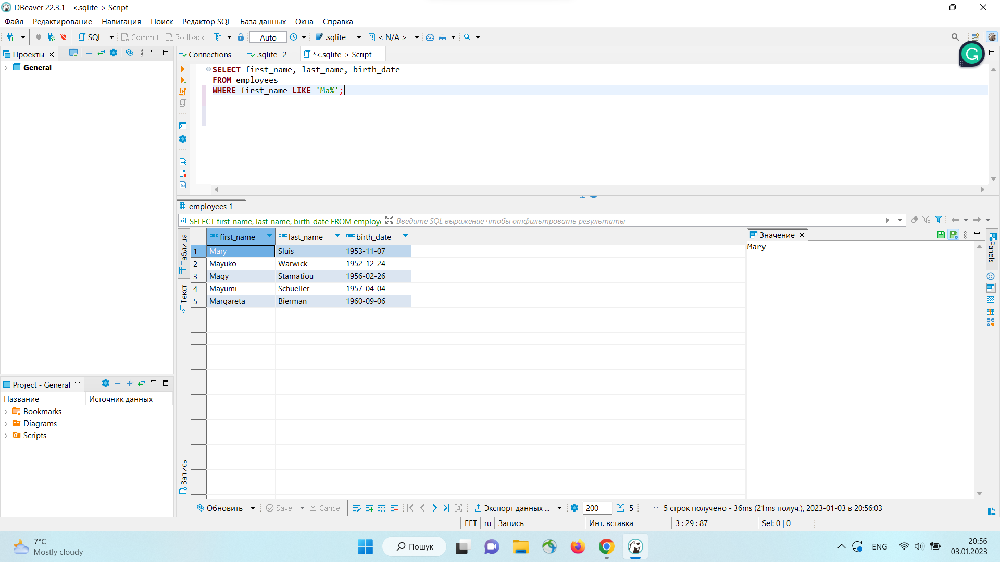 DBeaver 22.3.1 - <.sqlite_> Script
Файл Редактирование Навигация Поиск Редактор SQL База данных Окна Справка
SQL Commit Rollback Auto .sqlite_ < N/A >
Проекты
General
Connections .sqlite_ 2 *<.sqlite_> Script
SELECT first_name, last_name, birth_date
FROM employees
WHERE first_name LIKE 'Ma%';
employees 1
SELECT first_name, last_name, birth_date FROM employe Введите SQL выражение чтобы отфильтровать результаты
Таблица
Текст
Запись
first_name last_name birth_date
1 Mary Sluis 1953-11-07
2 Mayuko Warwick 1952-12-24
3 Magy Stamatiou 1956-02-26
4 Mayumi Schueller 1957-04-04
5 Margareta Bierman 1960-09-06
Значение
Mary
Panels
Project - General
Название Источник данных
Bookmarks
Diagrams
Scripts
Обновить Save Cancel Экспорт данных ... 200 5 5 строк получено - 36ms (21ms получ.), 2023-01-03 в 20:56:03
EET ru Запись Инт. вставка 3 : 29 : 87 Sel: 0 | 0
7°C
Mostly cloudy
Пошук
ENG
20:56
03.01.2023